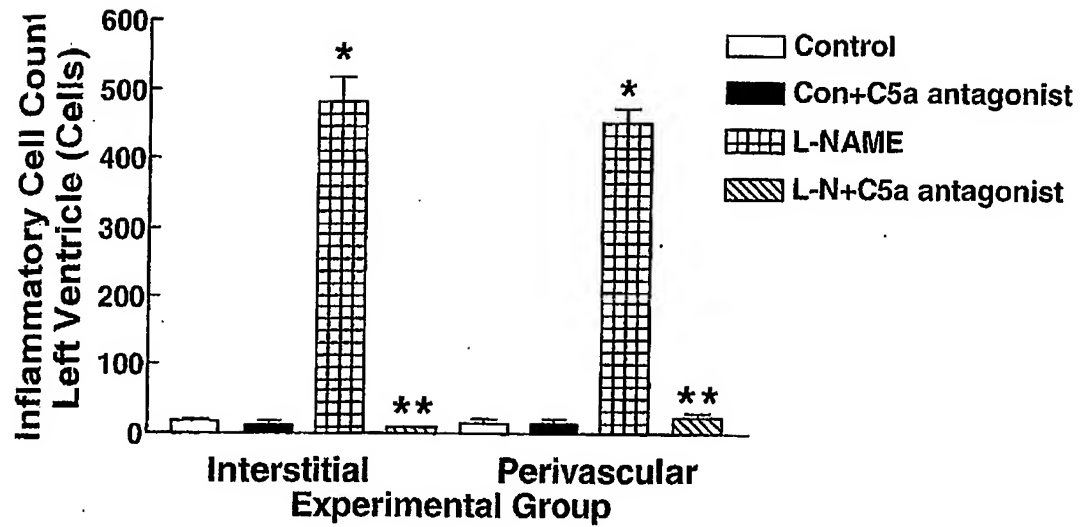 Inflammatory Cell Count
Left Ventricle (Cells)
600
500
400
300
200
100
0
*
**
*
**
Interstitial
Perivascular
Experimental Group
Control
Con+C5a antagonist
L-NAME
L-N+C5a antagonist